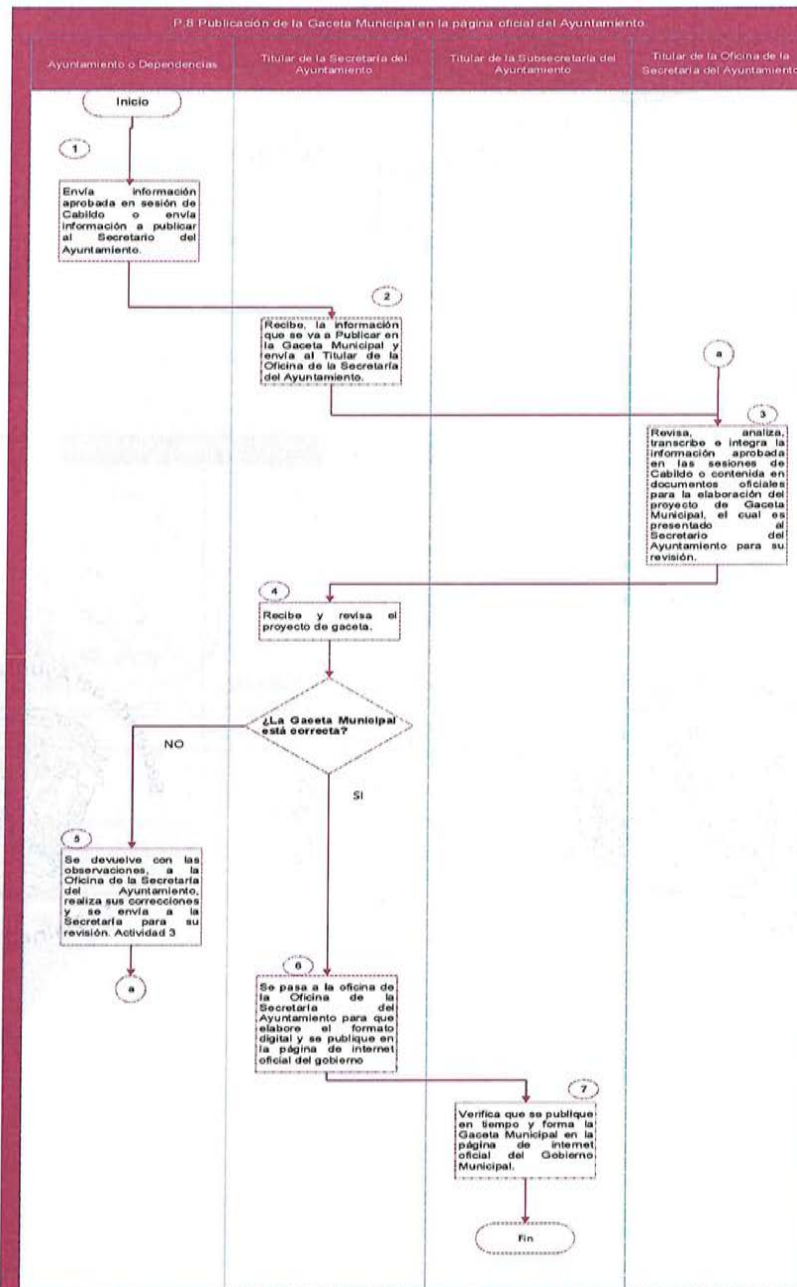 P.8 Publicación de la Gaceta Municipal en la página oficial del Ayuntamiento.
Ayuntamiento o Dependencias
Titular de la Secretaría del
Ayuntamiento
Titular de la Subsecretaría del
Ayuntamiento
Titular de la Oficina de la
Secretaría del Ayuntamiento
Inicio
1
Envía información
aprobada en sesión de
Cabildo o envía
información a publicar
al Secretario del
Ayuntamiento.
2
Recibe, la información
que se va a Publicar en
la Gaceta Municipal y
envía al Titular de la
Oficina de la Secretaría
del Ayuntamiento.
a
3
Revisa, analiza,
transcribe e integra la
información aprobada
en las sesiones de
Cabildo o contenida en
documentos oficiales
para la elaboración del
proyecto de Gaceta
Municipal, el cual es
presentado al
Secretario del
Ayuntamiento para su
revisión.
4
Recibe y revisa el
proyecto de gaceta.
¿La Gaceta Municipal
está correcta?
NO
SI
5
Se devuelve con las
observaciones, a la
Oficina de la Secretaría
del Ayuntamiento,
realiza sus correcciones
y se envía a la
Secretaría para su
revisión. Actividad 3
a
6
Se pasa a la oficina de
la Oficina de la
Secretaría del
Ayuntamiento para que
elabore el formato
digital y se publique en
la página de internet
oficial del gobierno
7
Verifica que se publique
en tiempo y forma la
Gaceta Municipal en la
página de internet
oficial del Gobierno
Municipal.
Fin